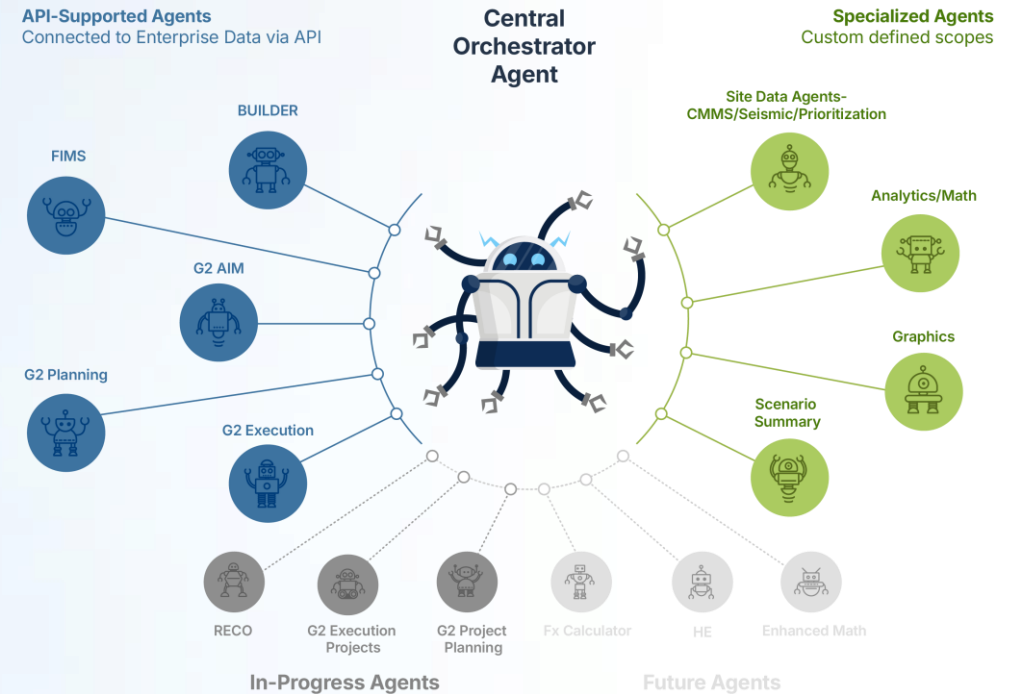 API-Supported Agents
Connected to Enterprise Data via API
Central
Orchestrator
Agent
Specialized Agents
Custom defined scopes
BUILDER
FIMS
G2 AIM
G2 Planning
G2 Execution
Site Data Agents-
CMMS/Seismic/Prioritization
Analytics/Math
Graphics
Scenario
Summary
RECO
G2 Execution
Projects
G2 Project
Planning
Fx Calculator
HE
Enhanced Math
In-Progress Agents
Future Agents